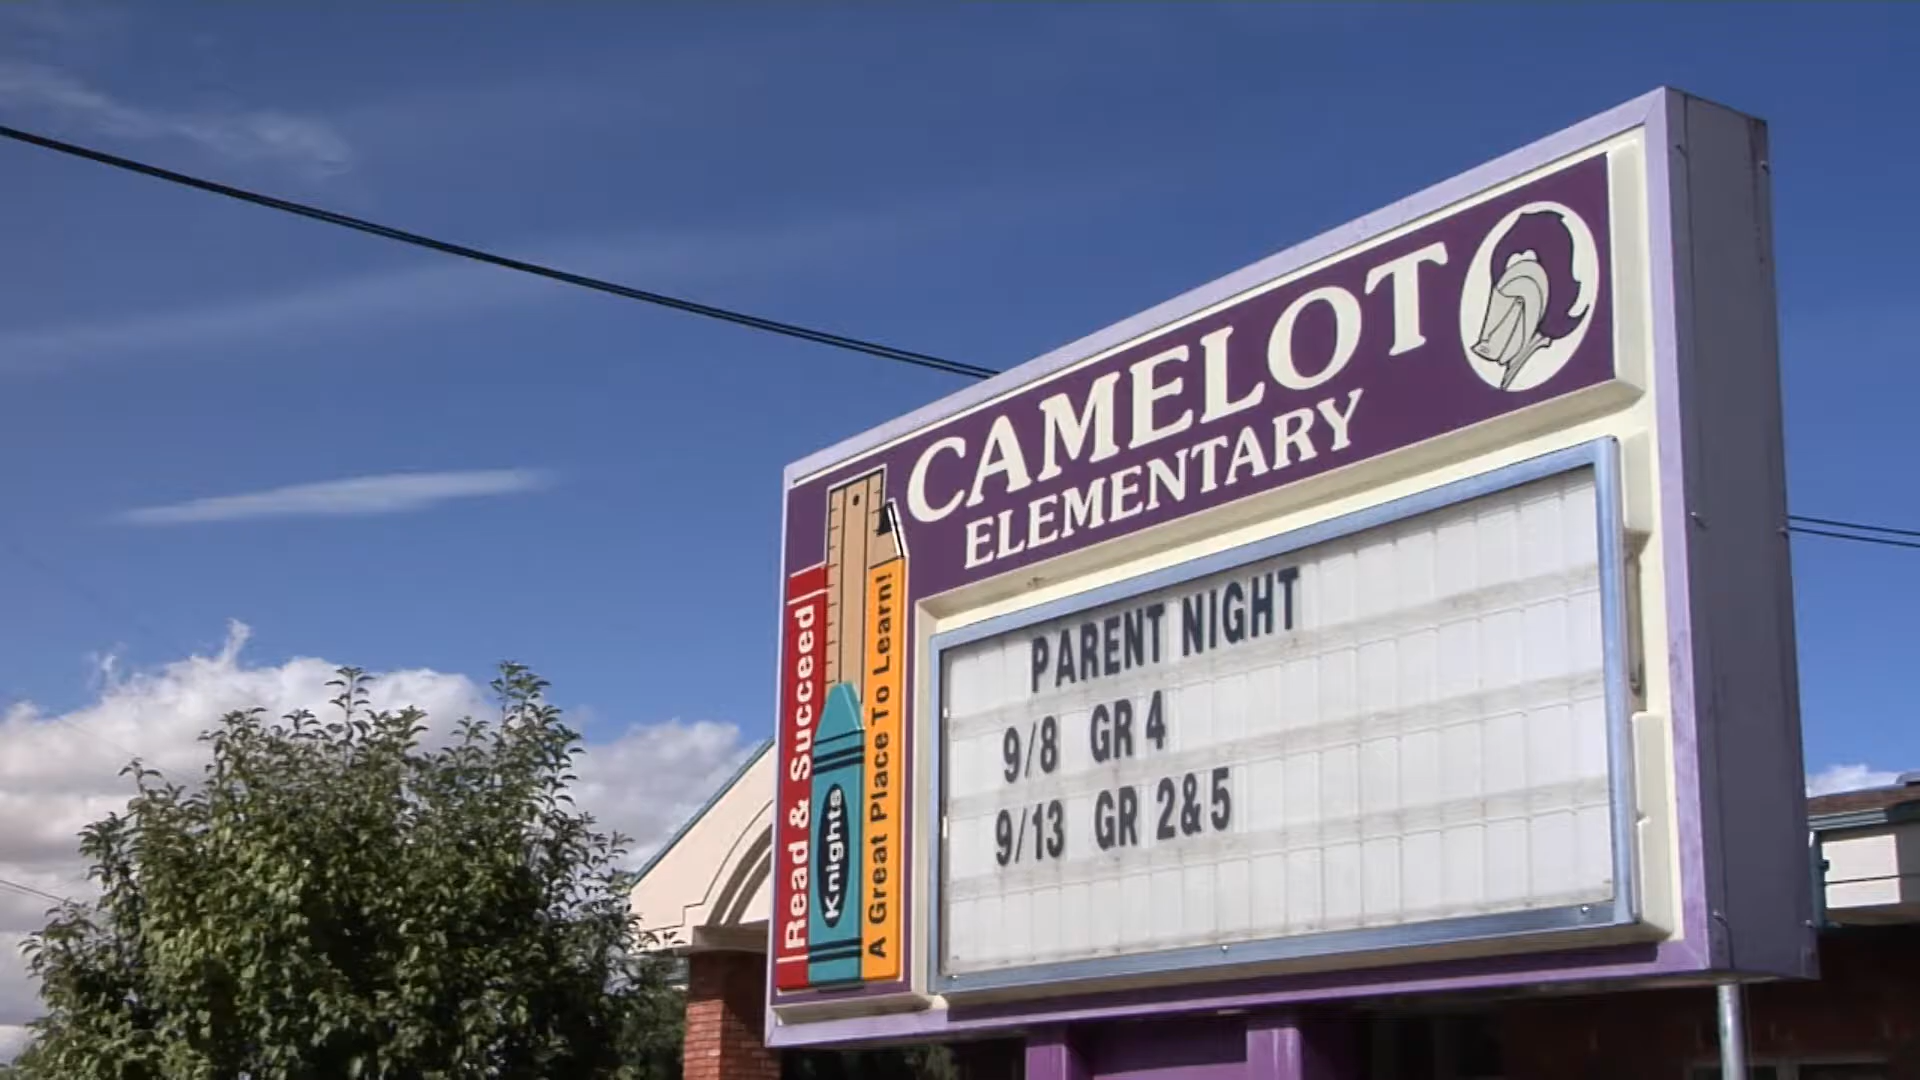 CAMELOT
ELEMENTARY
Read & Succeed
Knights
A Great Place To Learn!
PARENT NIGHT
9/8 GR 4
9/13 GR 2&5